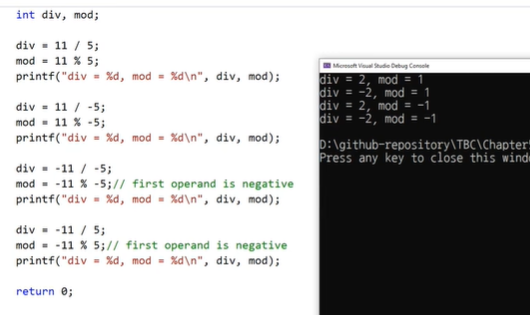 int div, mod;
div = 11 / 5;
mod = 11 % 5;
printf("div = %d, mod = %d\n", div, mod);
div = 11 / -5;
mod = 11 % -5;
printf("div = %d, mod = %d\n", div, mod);
div = -11 / -5;
mod = -11 % -5;// first operand is negative
printf("div = %d, mod = %d\n", div, mod);
div = -11 / 5;
mod = -11 % 5;// first operand is negative
printf("div = %d, mod = %d\n", div, mod);
return 0;
Microsoft Visual Studio Debug Console
div = 2, mod = 1
div = -2, mod = 1
div = 2, mod = -1
div = -2, mod = -1
D:\github-repository\TBC\Chapter
Press any key to close this wind